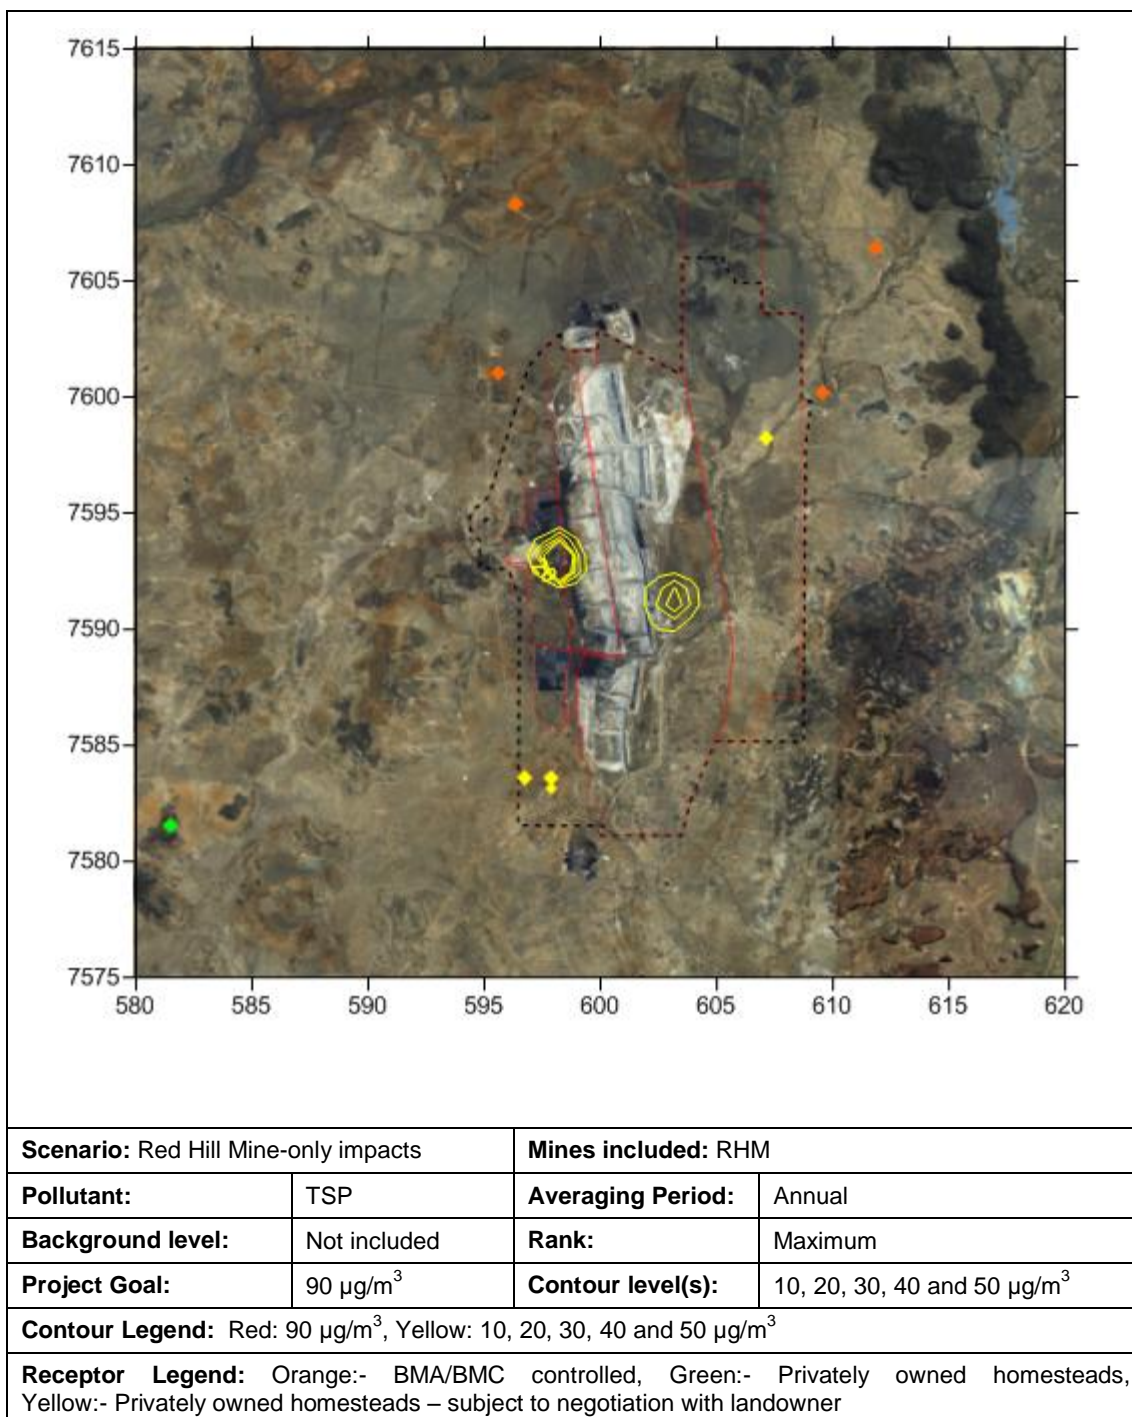 7615
7610
7605
7600
7595
7590
7585
7580
7575
580 585 590 595 600 605 610 615 620
Scenario: Red Hill Mine-only impacts Mines included: RHM
Pollutant: TSP Averaging Period: Annual
Background level: Not included Rank: Maximum
Project Goal: 90 µg/m³ Contour level(s): 10, 20, 30, 40 and 50 µg/m³
Contour Legend: Red: 90 µg/m³, Yellow: 10, 20, 30, 40 and 50 µg/m³
Receptor Legend: Orange:- BMA/BMC controlled, Green:- Privately owned homesteads,
Yellow:- Privately owned homesteads – subject to negotiation with landowner